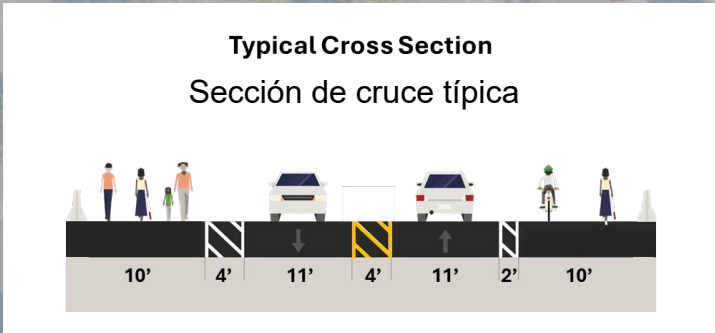 Typical Cross Section
Sección de cruce típica
10’ 4’ 11’ 4’ 11’ 2’ 10’